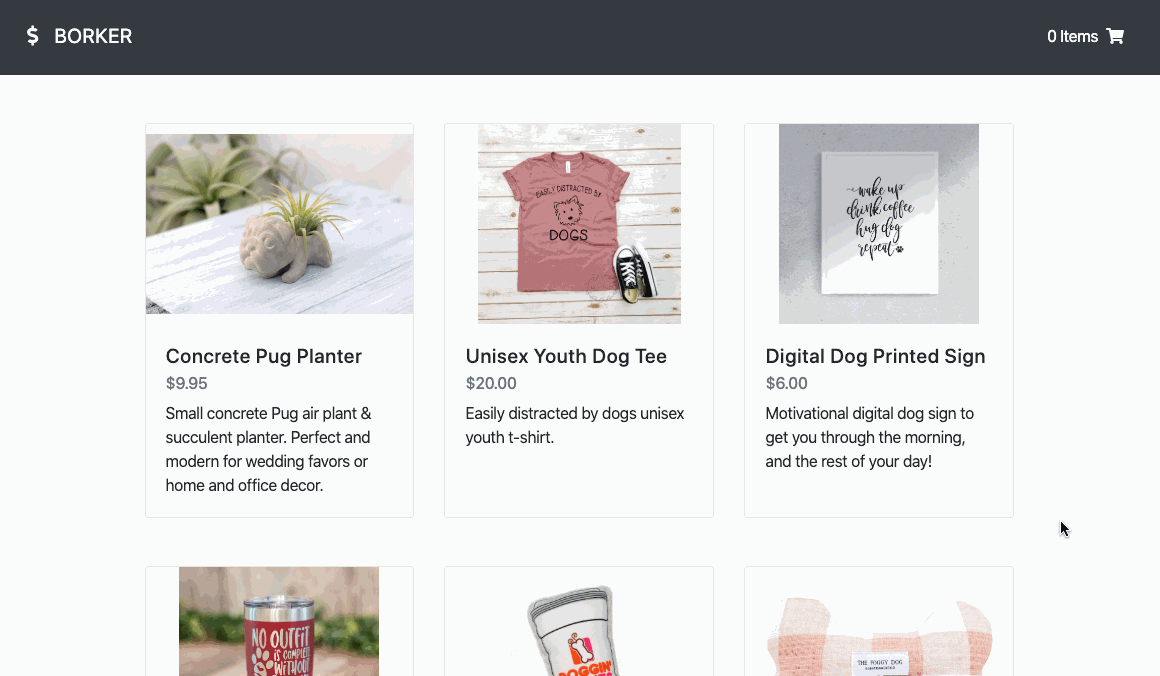 $ BORKER
0 Items
EASILY DISTRACTED BY
DOGS
wake up
drink coffee
hug dog
repeat
Concrete Pug Planter
$9.95
Small concrete Pug air plant &
succulent planter. Perfect and
modern for wedding favors or
home and office decor.
Unisex Youth Dog Tee
$20.00
Easily distracted by dogs unisex
youth t-shirt.
Digital Dog Printed Sign
$6.00
Motivational digital dog sign to
get you through the morning,
and the rest of your day!
NO OUTFIT
IS COMPLETE
WITHOUT
DOGGIN'
THE FOGGY DOG